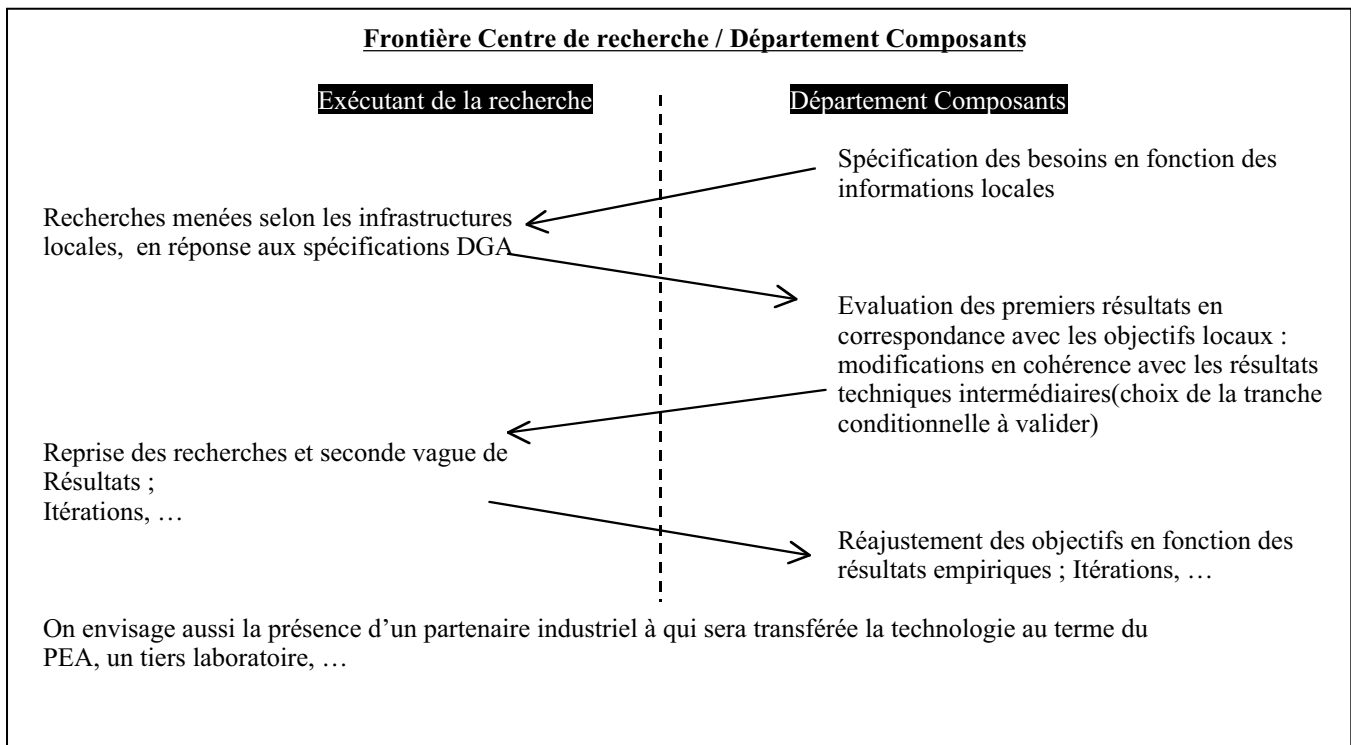 Frontière Centre de recherche / Département Composants
Exécutant de la recherche
Département Composants
Spécification des besoins en fonction des
informations locales
Recherches menées selon les infrastructures
locales, en réponse aux spécifications DGA
Evaluation des premiers résultats en
correspondance avec les objectifs locaux :
modifications en cohérence avec les résultats
techniques intermédiaires(choix de la tranche
conditionnelle à valider)
Reprise des recherches et seconde vague de
Résultats ;
Itérations, …
Réajustement des objectifs en fonction des
résultats empiriques ; Itérations, …
On envisage aussi la présence d’un partenaire industriel à qui sera transférée la technologie au terme du
PEA, un tiers laboratoire, …